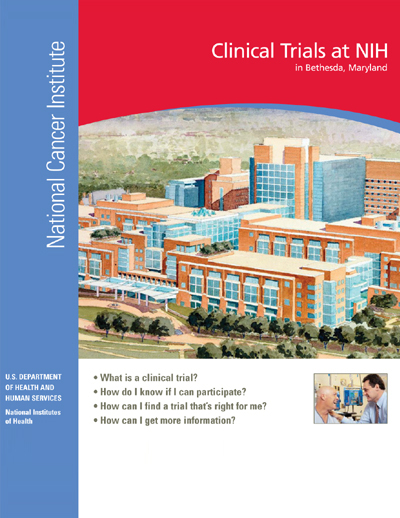 Clinical Trials at NIH
in Bethesda, Maryland
National Cancer Institute
U.S. DEPARTMENT
OF HEALTH AND
HUMAN SERVICES
National Institutes
of Health
• What is a clinical trial?
• How do I know if I can participate?
• How can I find a trial that's right for me?
• How can I get more information?